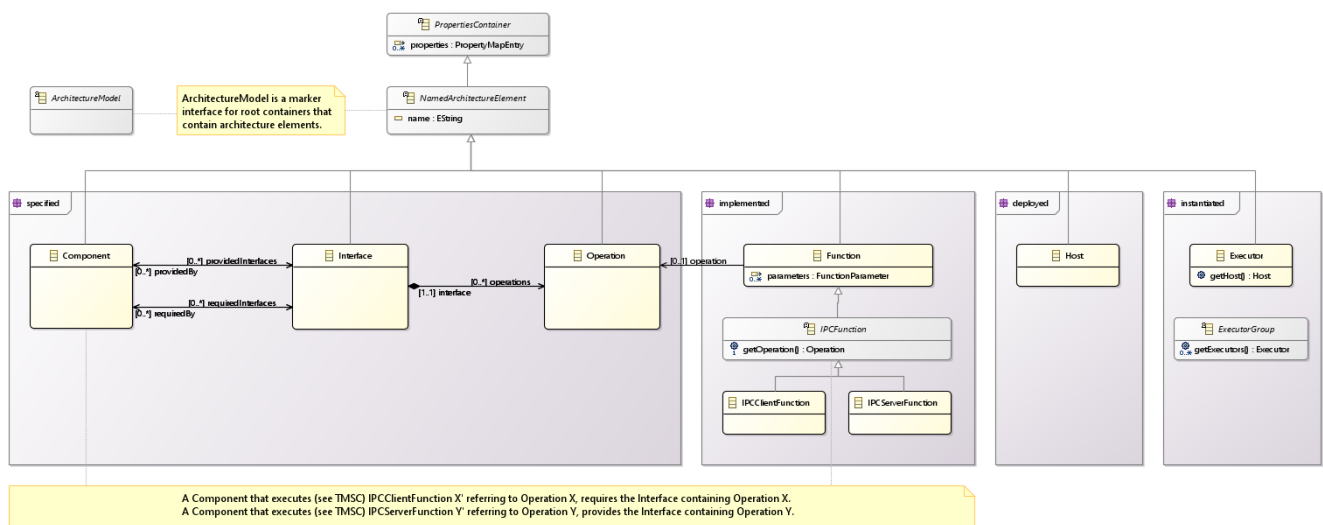 PropertiesContainer
0..* properties : PropertyMapEntry
ArchitectureModel
ArchitectureModel is a marker
interface for root containers that
contain architecture elements.
NamedArchitectureElement
name : EString
specified
implemented
deployed
instantiated
Component
[0..*] providedInterfaces
[0..*] providedBy
[0..*] requiredInterfaces
[0..*] requiredBy
Interface
[0..*] operations
[1..1] interface
Operation
[0..1] operation
Function
0..* parameters : FunctionParameter
IPCFunction
1 getOperation() : Operation
IPCClientFunction
IPCServerFunction
Host
Executor
getHost() : Host
ExecutorGroup
0..* getExecutors() : Executor
A Component that executes (see TMSC) IPCClientFunction X' referring to Operation X, requires the Interface containing Operation X.
A Component that executes (see TMSC) IPCServerFunction Y' referring to Operation Y, provides the Interface containing Operation Y.